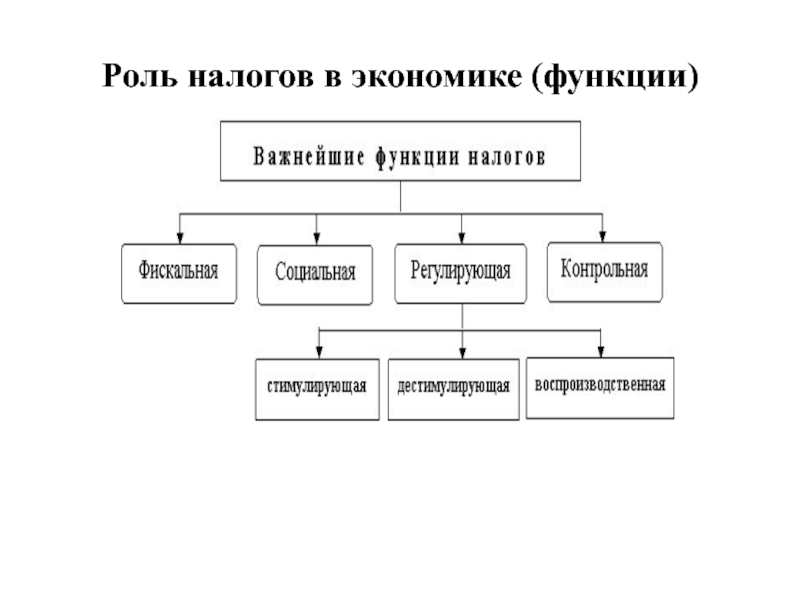 Роль налогов в экономике (функции)
Важнейшие функции налогов
Фискальная
Социальная
Регулирующая
Контрольная
стимулирующая
дестимулирующая
воспроизводственная